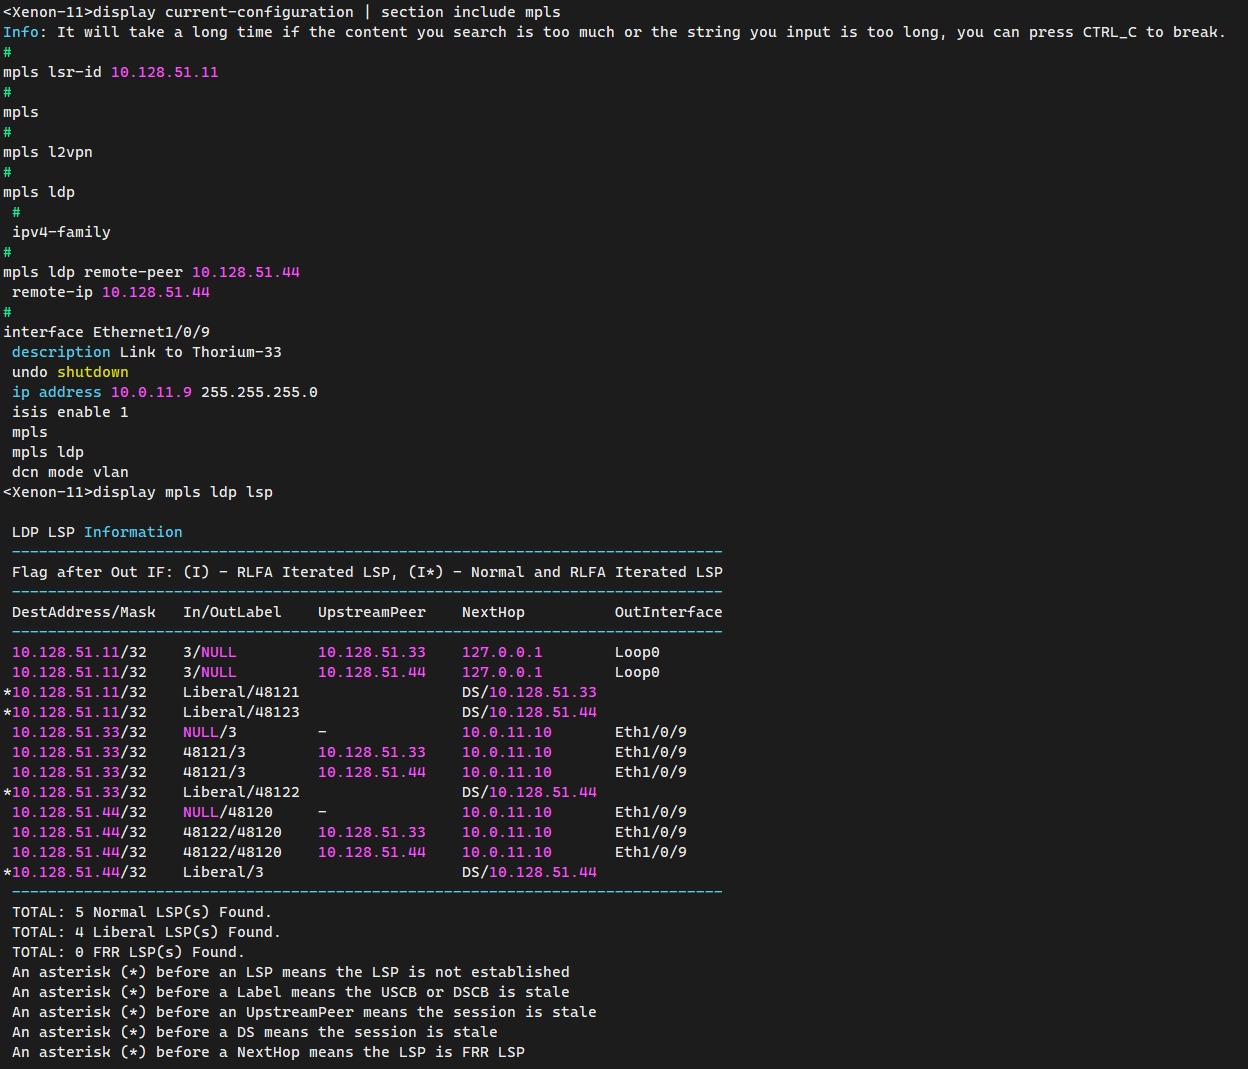 <Xenon-11>display current-configuration | section include mpls
Info: It will take a long time if the content you search is too much or the string you input is too long, you can press CTRL_C to break.
#
mpls lsr-id 10.128.51.11
#
mpls
#
mpls l2vpn
#
mpls ldp
 #
 ipv4-family
#
mpls ldp remote-peer 10.128.51.44
 remote-ip 10.128.51.44
#
interface Ethernet1/0/9
 description Link to Thorium-33
 undo shutdown
 ip address 10.0.11.9 255.255.255.0
 isis enable 1
 mpls
 mpls ldp
 dcn mode vlan
<Xenon-11>display mpls ldp lsp

 LDP LSP Information
 -------------------------------------------------------------------------------
 Flag after Out IF: (I) - RLFA Iterated LSP, (I*) - Normal and RLFA Iterated LSP
 -------------------------------------------------------------------------------
 DestAddress/Mask   In/OutLabel    UpstreamPeer    NextHop          OutInterface
 -------------------------------------------------------------------------------
 10.128.51.11/32    3/NULL         10.128.51.33    127.0.0.1        Loop0
 10.128.51.11/32    3/NULL         10.128.51.44    127.0.0.1        Loop0
*10.128.51.11/32    Liberal/48121                  DS/10.128.51.33
*10.128.51.11/32    Liberal/48123                  DS/10.128.51.44
 10.128.51.33/32    NULL/3         -               10.0.11.10       Eth1/0/9
 10.128.51.33/32    48121/3        10.128.51.33    10.0.11.10       Eth1/0/9
 10.128.51.33/32    48121/3        10.128.51.44    10.0.11.10       Eth1/0/9
*10.128.51.33/32    Liberal/48122                  DS/10.128.51.44
 10.128.51.44/32    NULL/48120     -               10.0.11.10       Eth1/0/9
 10.128.51.44/32    48122/48120    10.128.51.33    10.0.11.10       Eth1/0/9
 10.128.51.44/32    48122/48120    10.128.51.44    10.0.11.10       Eth1/0/9
*10.128.51.44/32    Liberal/3                      DS/10.128.51.44
 -------------------------------------------------------------------------------
 TOTAL: 5 Normal LSP(s) Found.
 TOTAL: 4 Liberal LSP(s) Found.
 TOTAL: 0 FRR LSP(s) Found.
 An asterisk (*) before an LSP means the LSP is not established
 An asterisk (*) before a Label means the USCB or DSCB is stale
 An asterisk (*) before an UpstreamPeer means the session is stale
 An asterisk (*) before a DS means the session is stale
 An asterisk (*) before a NextHop means the LSP is FRR LSP